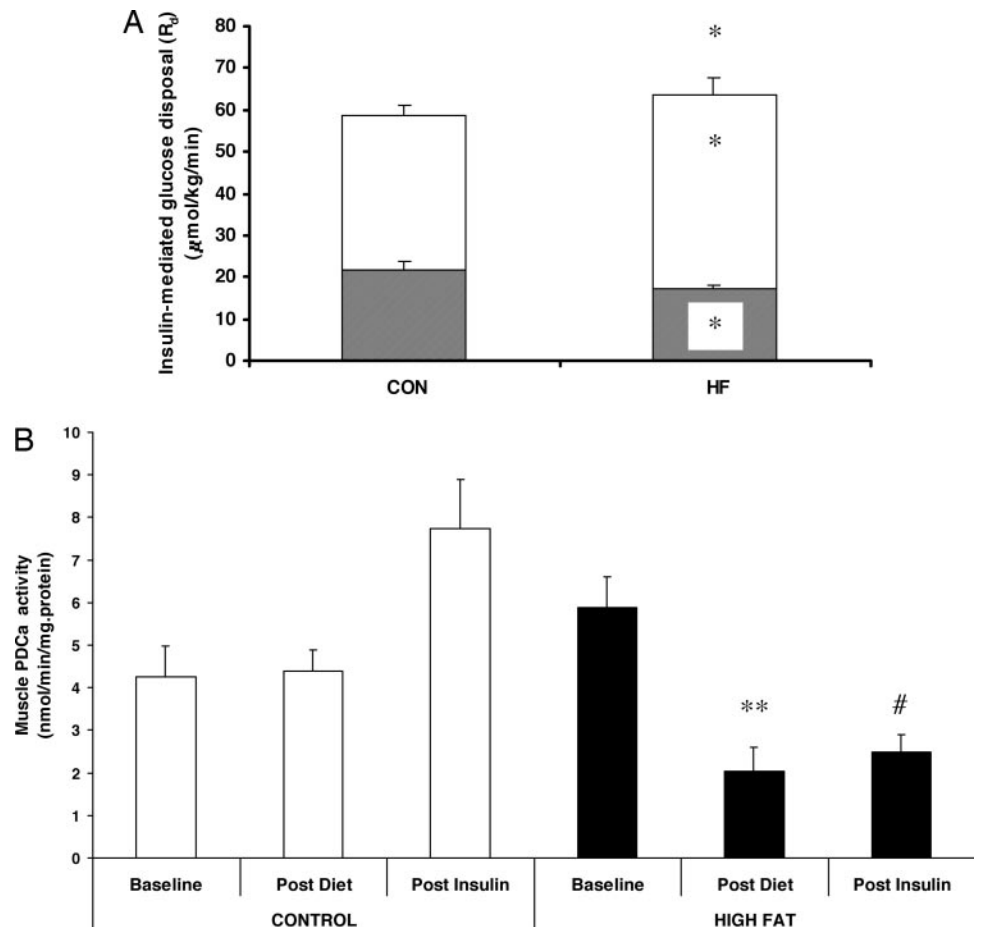 A
Insulin-mediated glucose disposal (Rd)
(µmol/kg/min)
80
70
60
50
40
30
20
10
0
*
*
*
CON HF
B
Muscle PDCa activity
(nmol/min/mg.protein)
10
9
8
7
6
5
4
3
2
1
0
** #
Baseline Post Diet Post Insulin Baseline Post Diet Post Insulin
CONTROL HIGH FAT